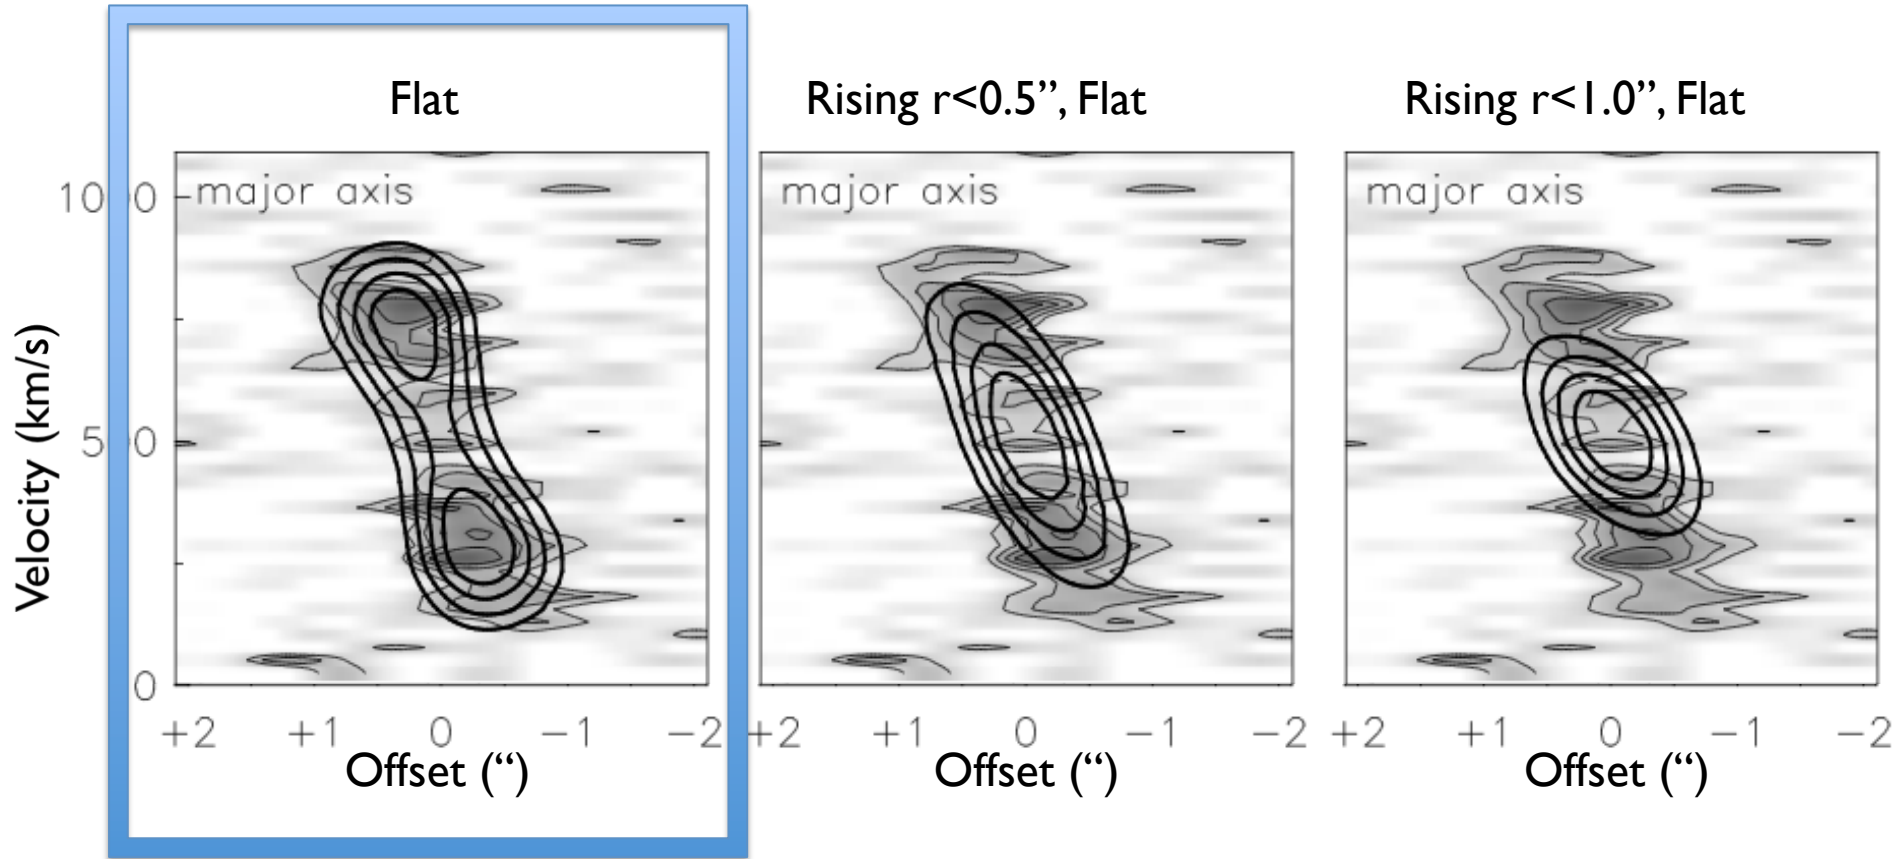 Flat
Rising r<0.5”, Flat
Rising r<1.0”, Flat
major axis
major axis
major axis
Velocity (km/s)
10 0
5 0
0
+2 +1 0 −1 −2
+2 +1 0 −1 −2
+2 +1 0 −1 −2
Offset (“)
Offset (“)
Offset (“)